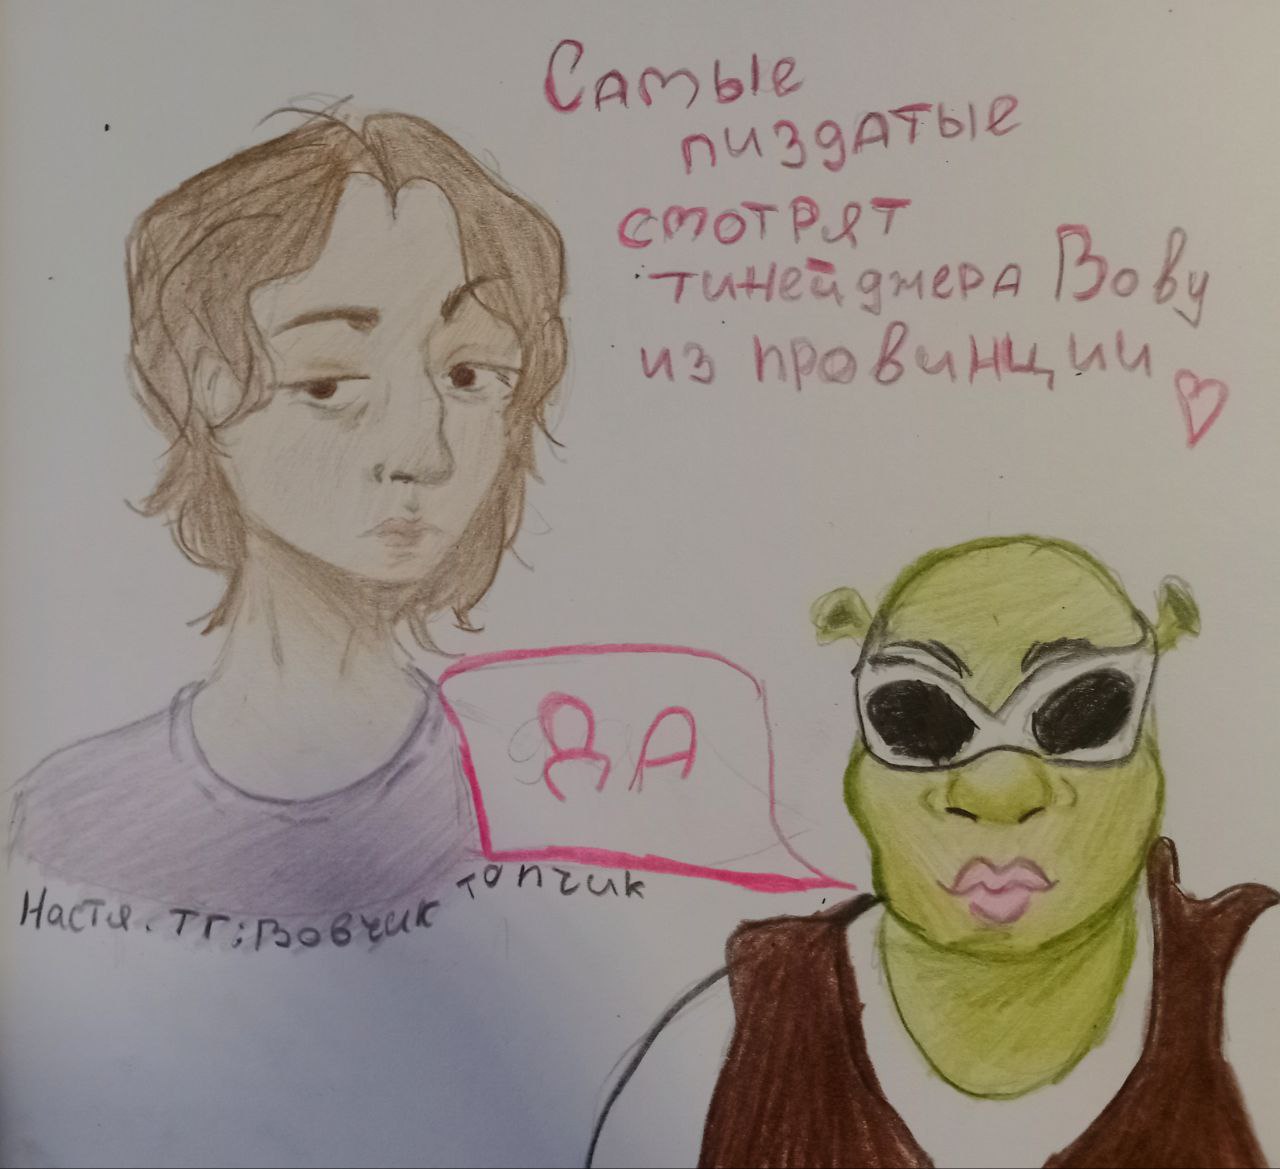 Самые
пиздатые
смотрят
тинейджера Вову
из провинции
ДА
Настя. ТГ:Вовчик топчик